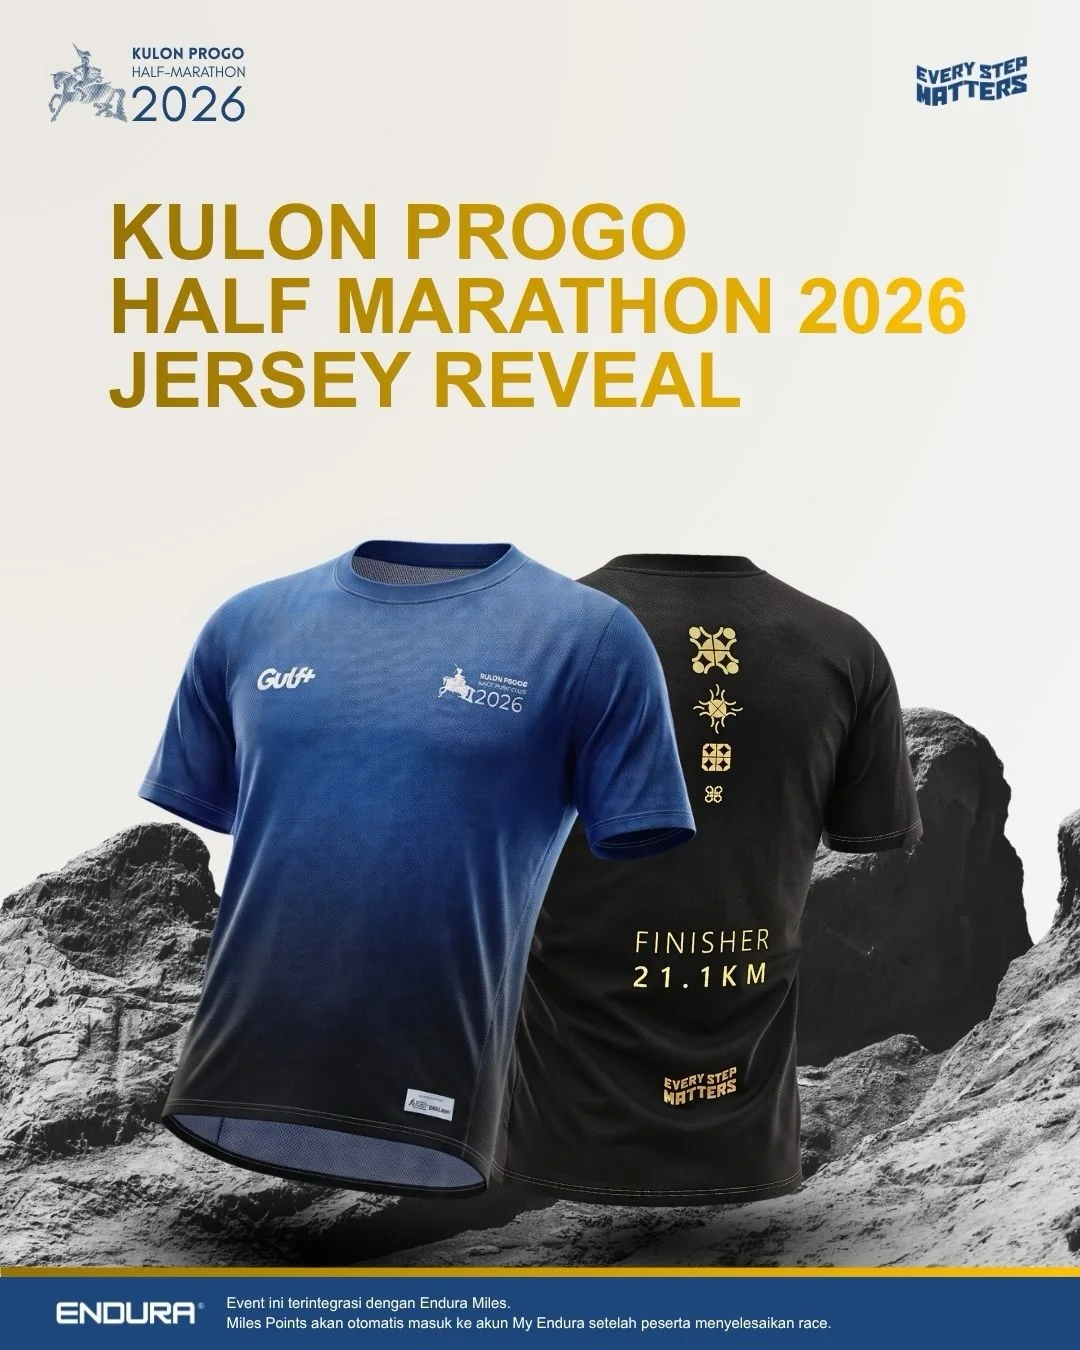 KULON PROGO
HALF-MARATHON
2026
EVERY STEP
MATTERS
KULON PROGO
HALF MARATHON 2026
JERSEY REVEAL
Gulf+
2026
FINISHER
21.1KM
EVERY STEP
MATTERS
ENDURA®
Event ini terintegrasi dengan Endura Miles.
Miles Points akan otomatis masuk ke akun My Endura setelah peserta menyelesaikan race.